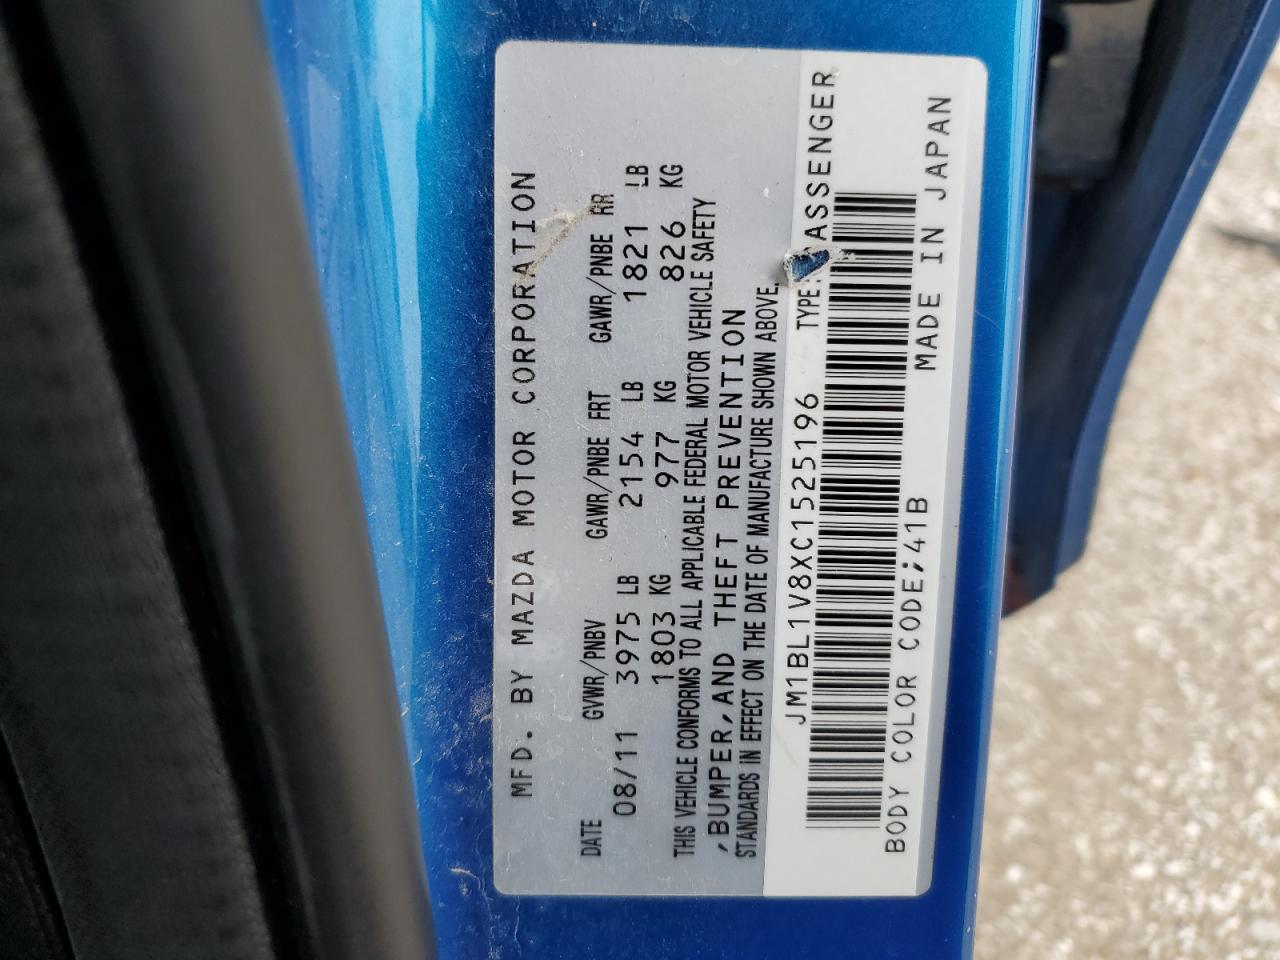 MFD. BY MAZDA MOTOR CORPORATION
DATE GVWR/PNBV GAWR/PNBE FRT GAWR/PNBE RR
08/11 3975 LB 2154 LB 1821 LB
1803 KG 977 KG 826 KG
THIS VEHICLE CONFORMS TO ALL APPLICABLE FEDERAL MOTOR VEHICLE SAFETY
,BUMPER,AND THEFT PREVENTION
STANDARDS IN EFFECT ON THE DATE OF MANUFACTURE SHOWN ABOVE.
JM1BL1V8XC1525196 TYPE: ASSENGER
BODY COLOR CODE;41B MADE IN JAPAN